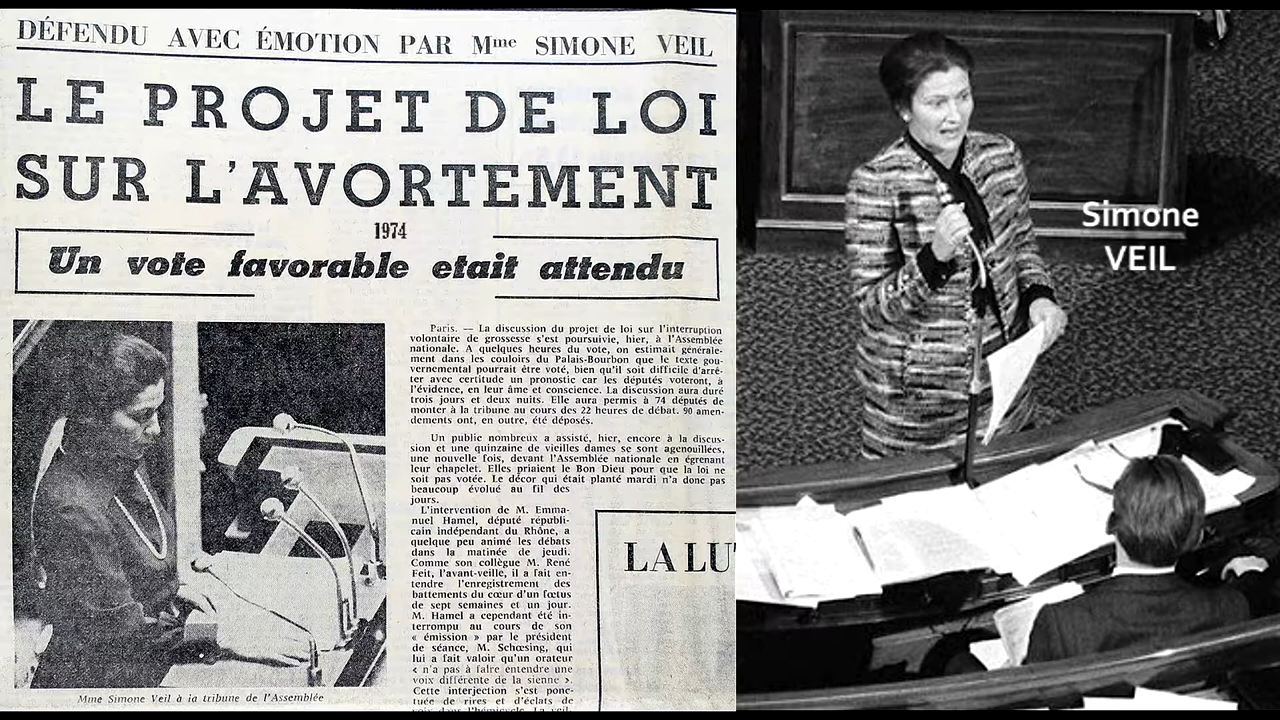 DÉFENDU AVEC ÉMOTION PAR Mme SIMONE VEIL
LE PROJET DE LOI
SUR L'AVORTEMENT
1974
Un vote favorable etait attendu
Paris. — La discussion du projet de loi sur l'interruption
volontaire de grossesse s'est poursuivie, hier, à l'Assemblée
nationale. A quelques heures du vote, on estimait générale-
ment dans les couloirs du Palais-Bourbon que le texte gou-
vernemental pourrait être voté, bien qu'il soit difficile d'arrê-
ter avec certitude un pronostic car les députés voteront, à
l'évidence, en leur âme et conscience. La discussion aura duré
trois jours et deux nuits. Elle aura permis à 74 députés de
monter à la tribune au cours des 22 heures de débat. 90 amen-
dements ont, en outre, été déposés.
Un public nombreux a assisté, hier, encore à la discus-
sion et une quinzaine de vieilles dames se sont agenouillées,
une nouvelle fois, devant l'Assemblée nationale en égrenant
leur chapelet. Elles priaient le Bon Dieu pour que la loi ne
soit pas votée. Le décor qui était planté mardi n'a donc pas
beaucoup évolué au fil des
jours.
L'intervention de M. Emma-
nuel Hamel, député républi-
cain indépendant du Rhône, a
quelque peu animé les débats
dans la matinée de jeudi.
Comme son collègue M. René
Feit, l'avant-veille, il a fait en-
tendre l'enregistrement des
battements du cœur d'un fœtus
de sept semaines et un jour.
M. Hamel a cependant été in-
terrompu au cours de son
« émission » par le président
de séance, M. Schœsing, qui
lui a fait valoir qu'un orateur
« n'a pas à faire entendre une
voix différente de la sienne ».
Cette interjection s'est ponc-
tuée de rires et d'éclats de
voix dans l'hémicycle. La veil-
Mme Simone Veil à la tribune de l'Assemblée
LA LU
Simone
VEIL